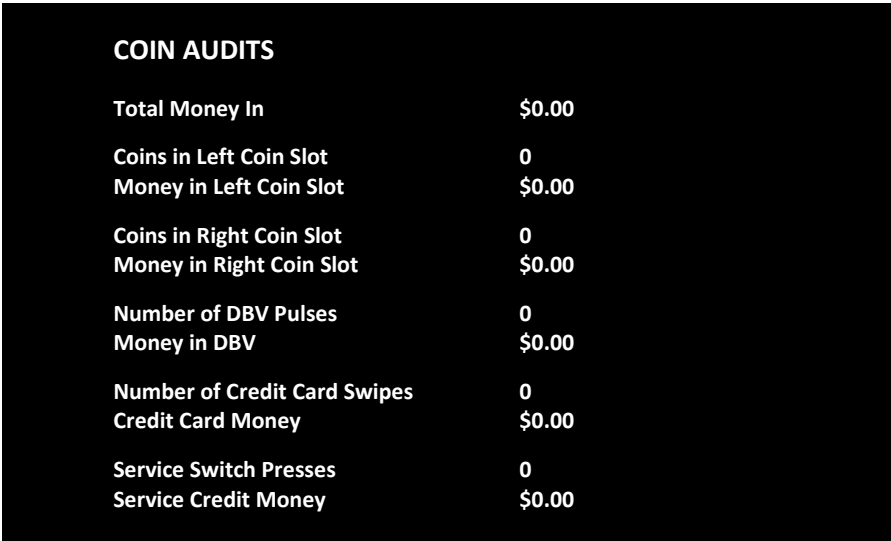 COIN AUDITS
Total Money In $0.00
Coins in Left Coin Slot 0
Money in Left Coin Slot $0.00
Coins in Right Coin Slot 0
Money in Right Coin Slot $0.00
Number of DBV Pulses 0
Money in DBV $0.00
Number of Credit Card Swipes 0
Credit Card Money $0.00
Service Switch Presses 0
Service Credit Money $0.00